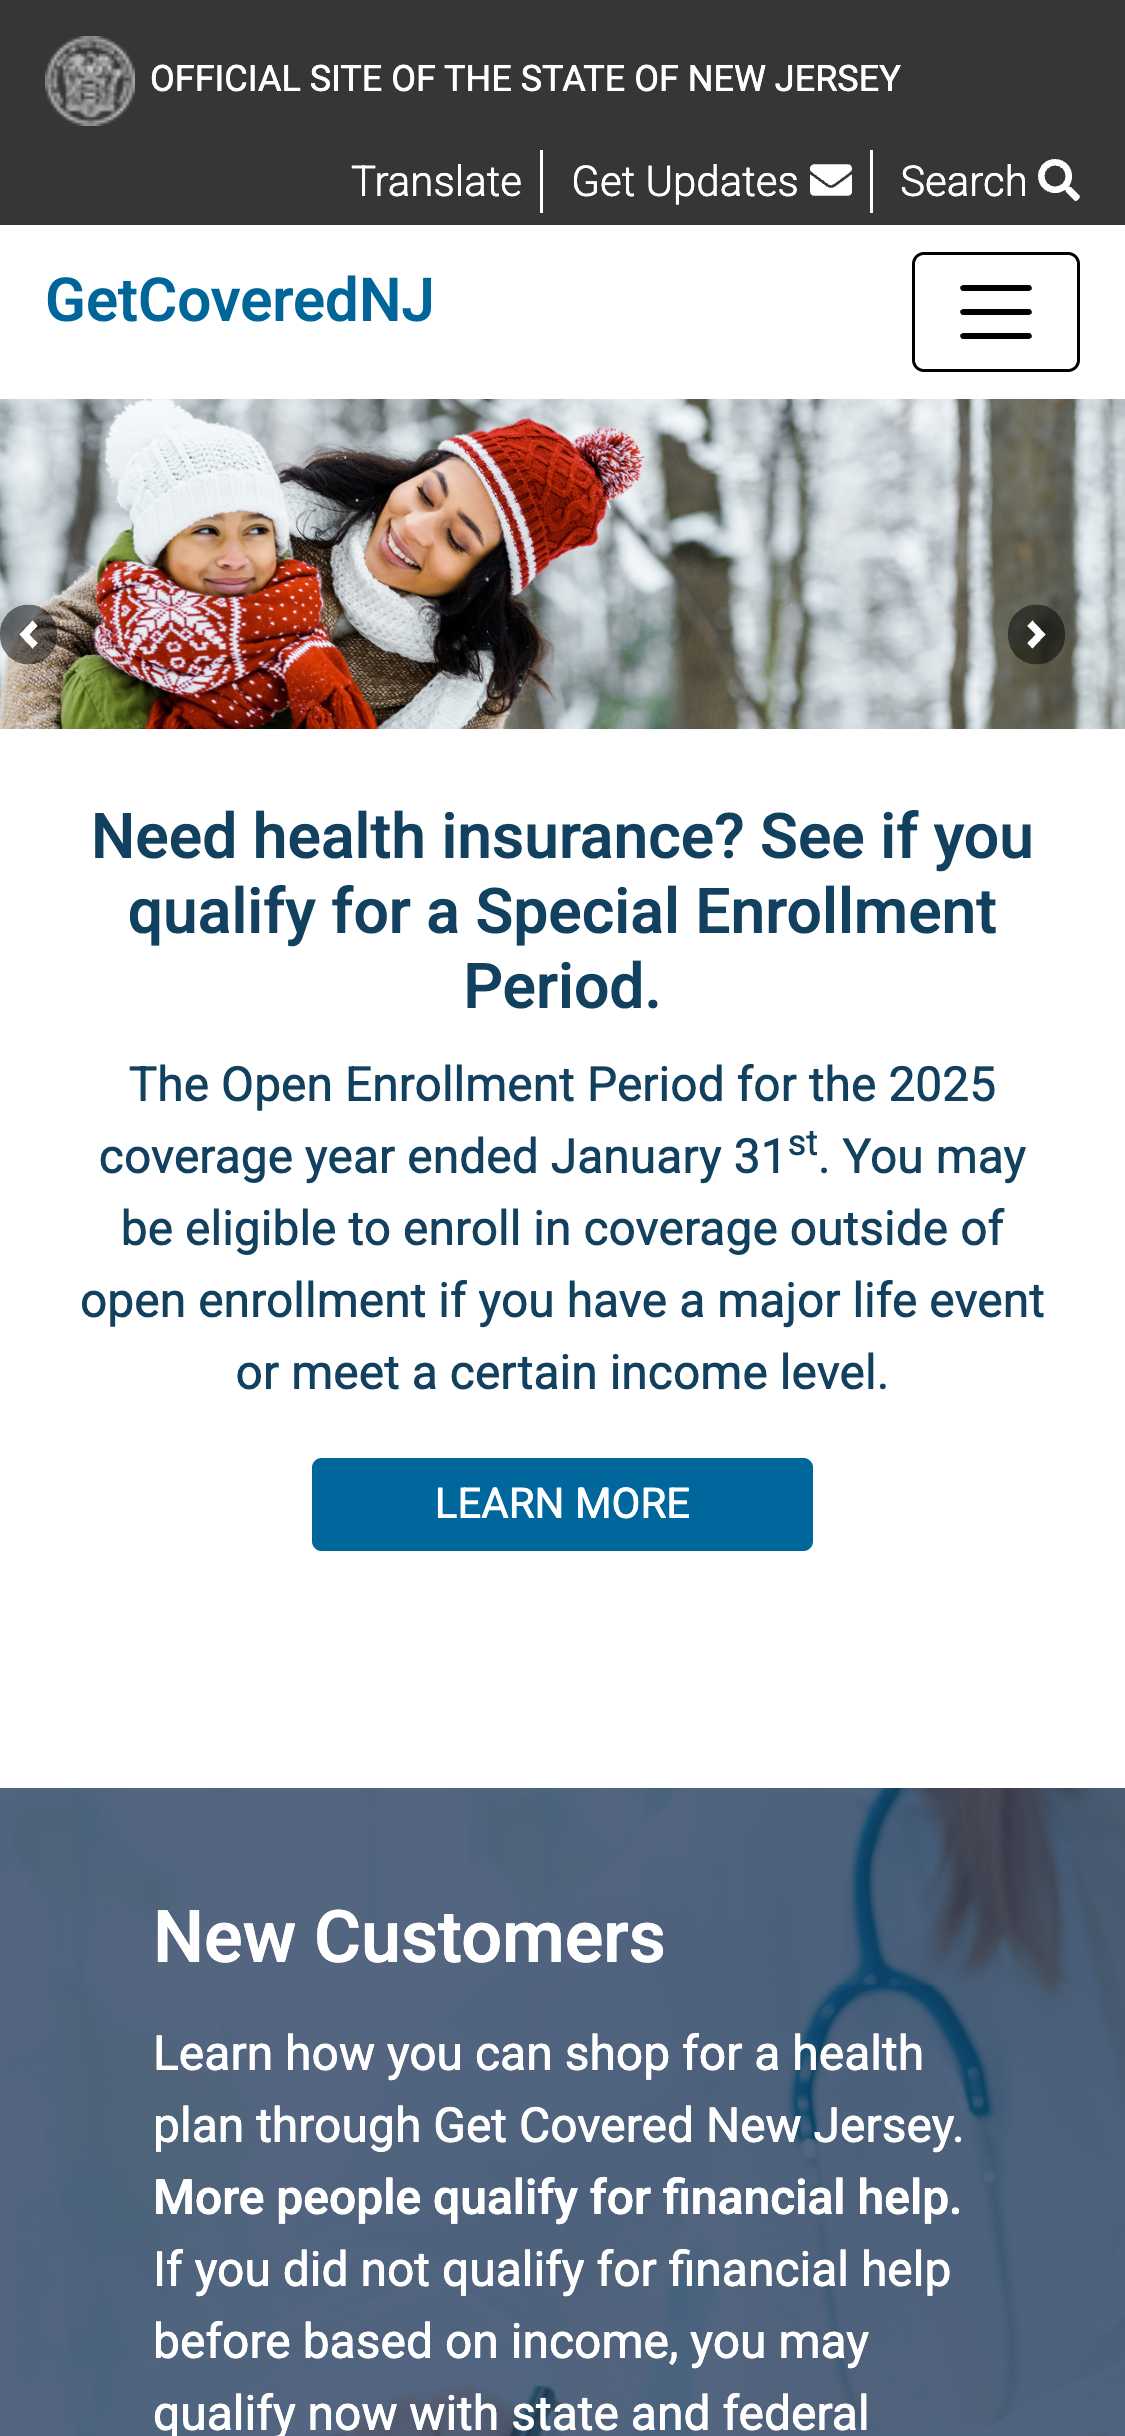 OFFICIAL SITE OF THE STATE OF NEW JERSEY
Translate
Get Updates
Search
GetCoveredNJ
Need health insurance? See if you
qualify for a Special Enrollment
Period.
The Open Enrollment Period for the 2025
coverage year ended January 31st. You may
be eligible to enroll in coverage outside of
open enrollment if you have a major life event
or meet a certain income level.
LEARN MORE
New Customers
Learn how you can shop for a health
plan through Get Covered New Jersey.
More people qualify for financial help.
If you did not qualify for financial help
before based on income, you may
qualify now with state and federal